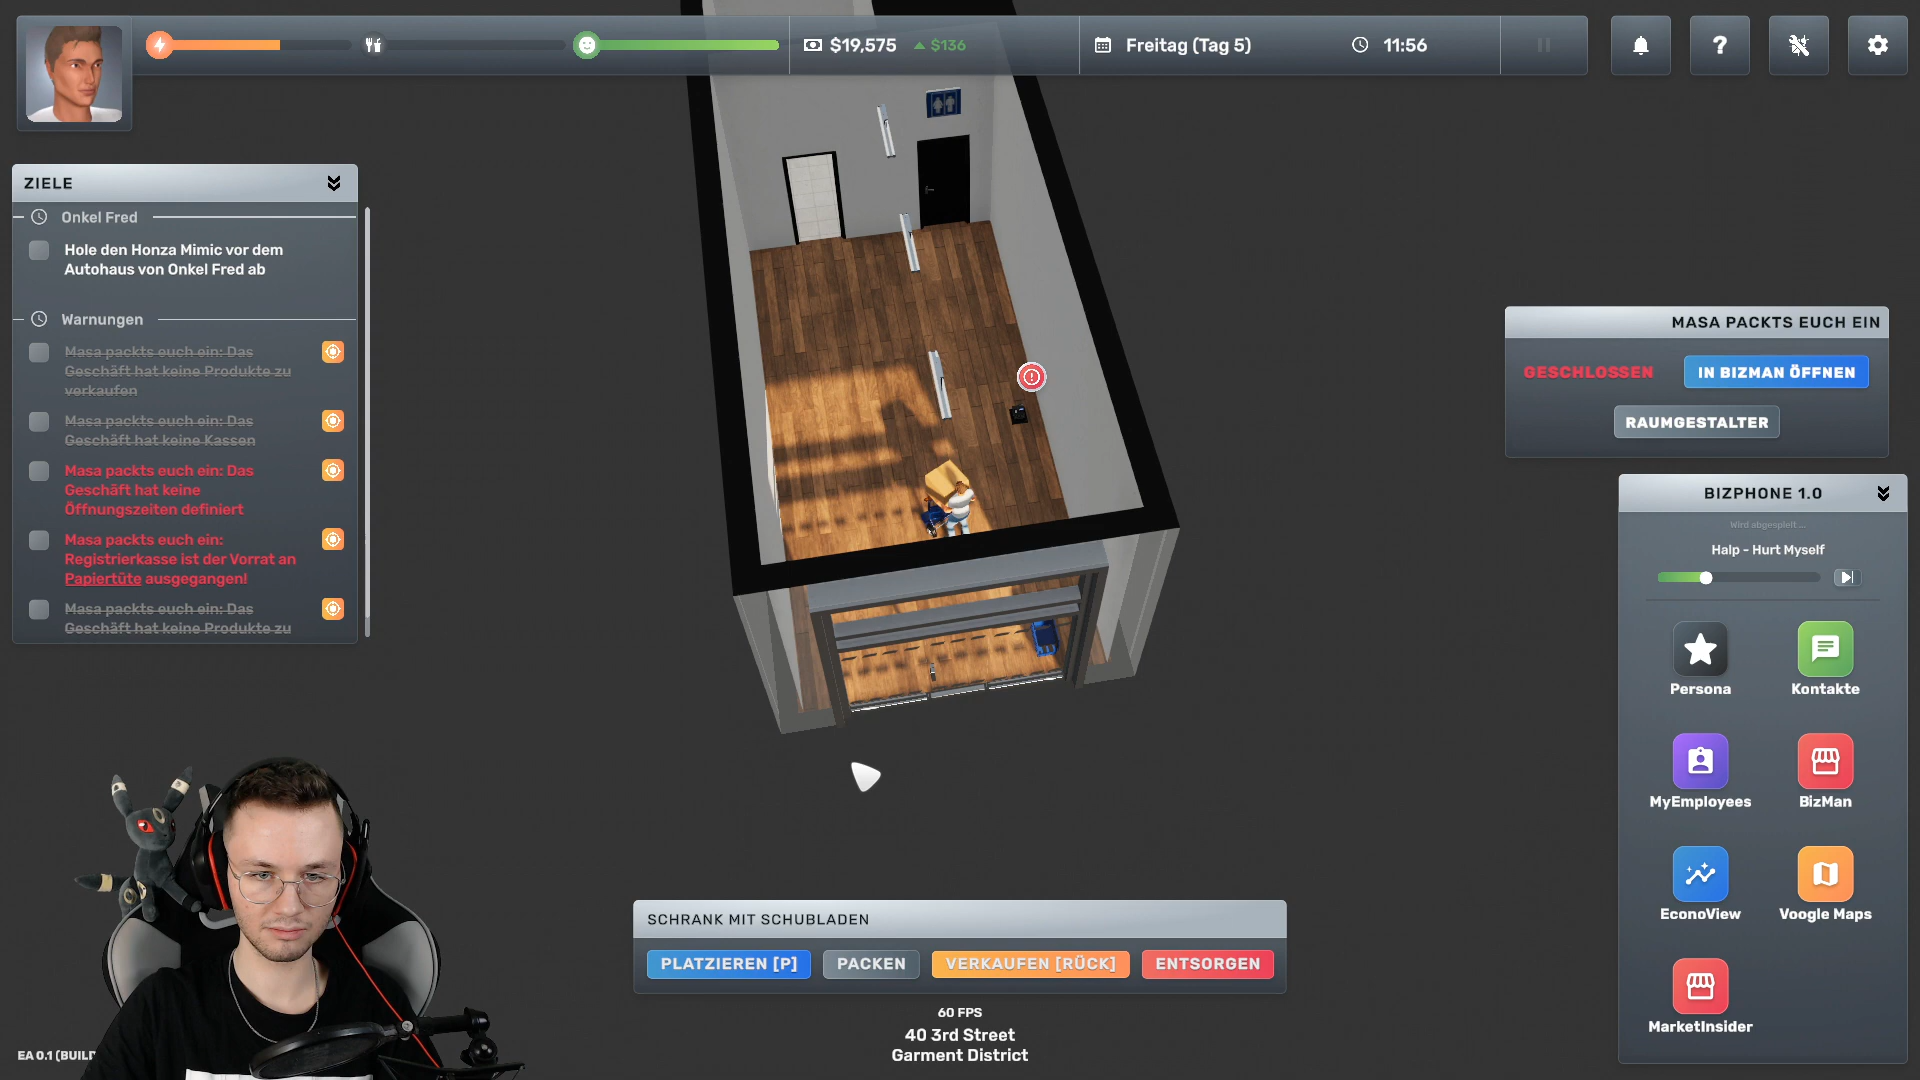 $19,575
$136
Freitag (Tag 5)
11:56
ZIELE
Onkel Fred
Hole den Honza Mimic vor dem
Autohaus von Onkel Fred ab
Warnungen
Masa packts euch ein: Das
Geschäft hat keine Produkte zu
verkaufen
Masa packts euch ein: Das
Geschäft hat keine Kassen
Masa packts euch ein: Das
Geschäft hat keine
Öffnungszeiten definiert
Masa packts euch ein:
Registrierkasse ist der Vorrat an
Papiertüte ausgegangen!
Masa packts euch ein: Das
Geschäft hat keine Produkte zu
MASA PACKTS EUCH EIN
GESCHLOSSEN
IN BIZMAN ÖFFNEN
RAUMGESTALTER
BIZPHONE 1.0
Wird abgespielt ...
Halp - Hurt Myself
Persona
Kontakte
MyEmployees
BizMan
EconoView
Voogle Maps
MarketInsider
SCHRANK MIT SCHUBLADEN
PLATZIEREN [P]
PACKEN
VERKAUFEN [RÜCK]
ENTSORGEN
60 FPS
40 3rd Street
Garment District
EA 0.1 (BUILD